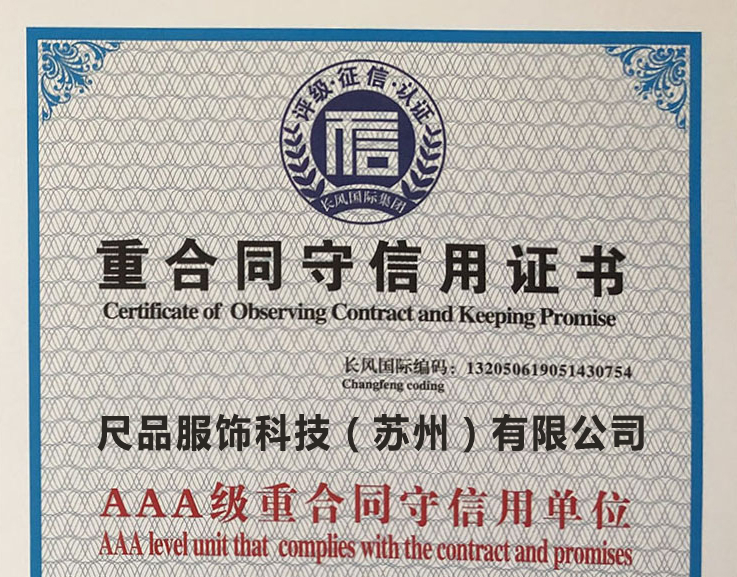 评级·征信·认证
信
长风国际集团
重合同守信用证书
Certificate of Observing Contract and Keeping Promise
长风国际编码：132050619051430754
Changfeng coding
尺品服饰科技（苏州）有限公司
AAA级重合同守信用单位
AAA level unit that complies with the contract and promises